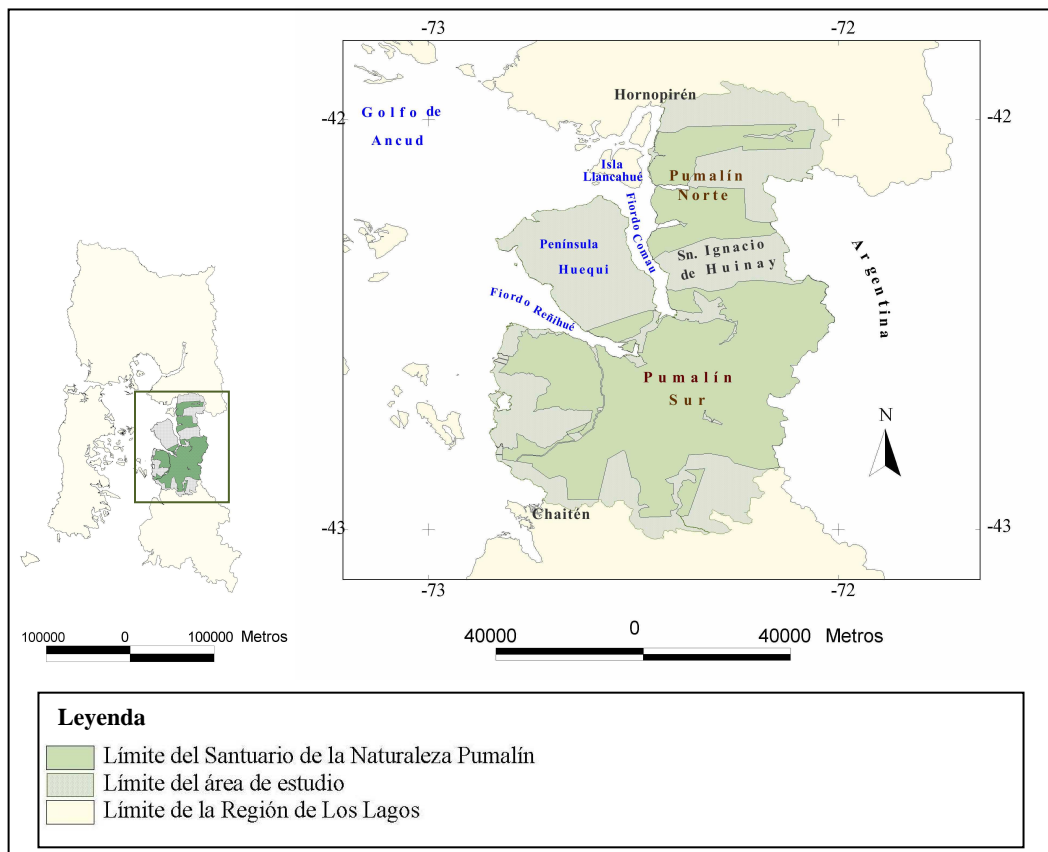 -73
-72
Hornopirén
Golfo de
Ancud
-42
-42
Isla
Llancahué
Pumalín
Norte
Fiordo Comau
Península
Huequi
Sn. Ignacio
de Huinay
Argentina
Fiordo Reñihué
Pumalín
Sur
N
Chaitén
-43
-43
-73
-72
100000 0 100000 Metros
40000 0 40000 Metros
Leyenda
Límite del Santuario de la Naturaleza Pumalín
Límite del área de estudio
Límite de la Región de Los Lagos